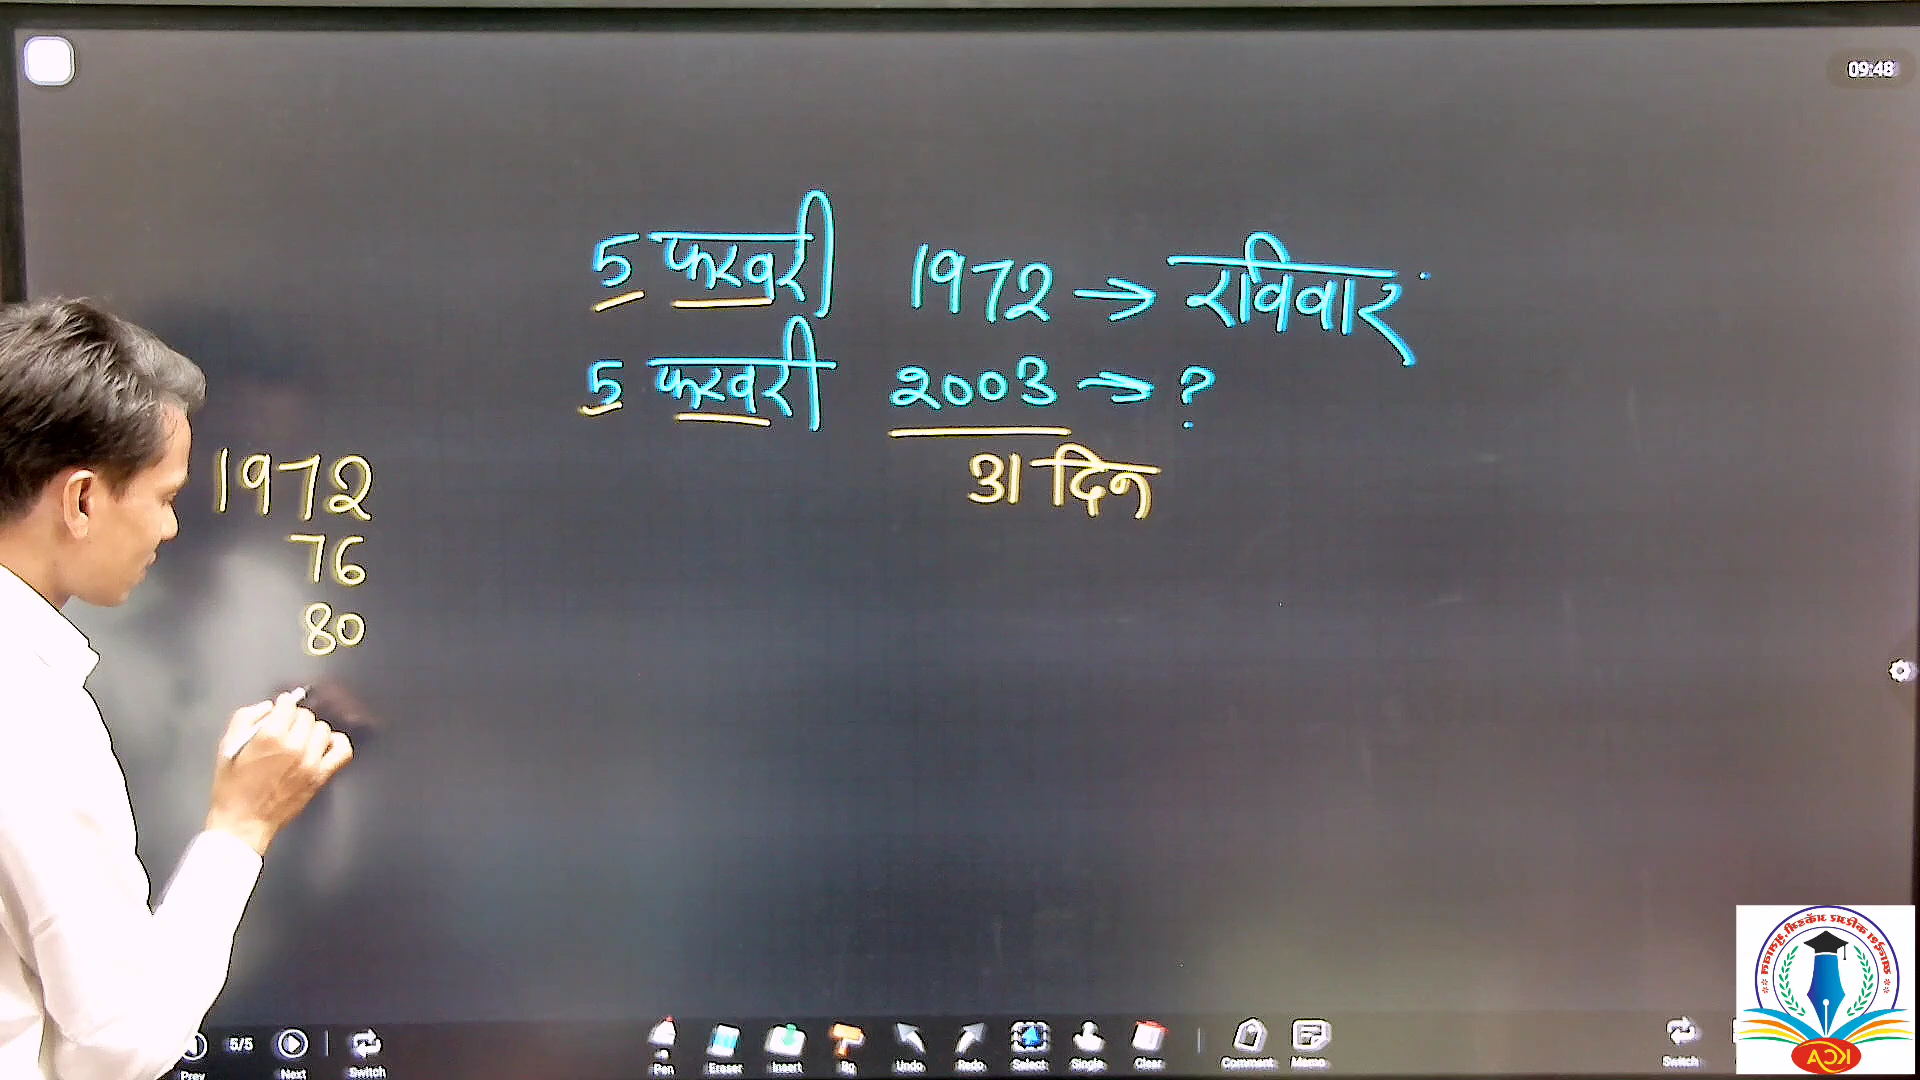 09:48
5 फरवरी 1972 → रविवार
5 फरवरी 2003 → ?
31 दिन
1972
76
80
Prev 5/5 Next Switch Pen Eraser Insert Bg Undo Redo Select Single Clear Comment Memo Switch
KCA